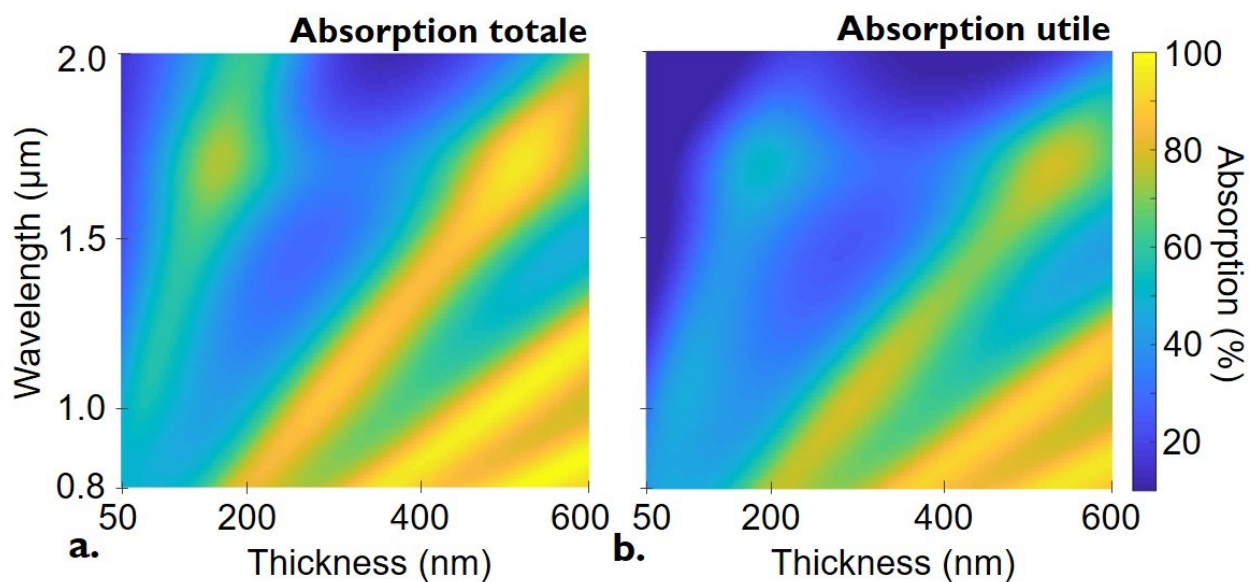 Absorption totale
Absorption utile
2.0
1.5
1.0
0.8
Wavelength (μm)
50
200
400
600
a.
Thickness (nm)
50
200
400
600
b.
Thickness (nm)
100
80
60
40
20
Absorption (%)